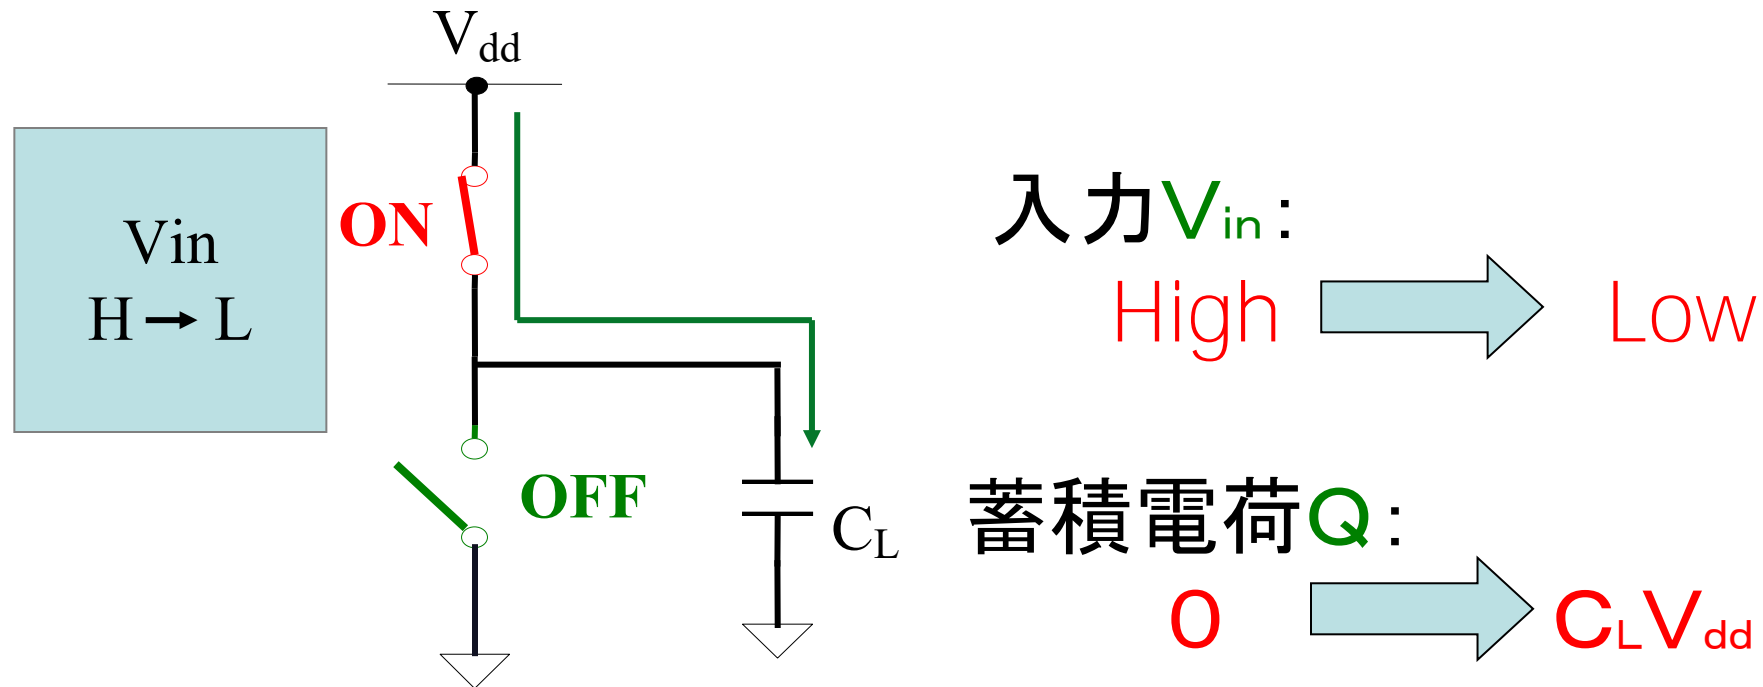 Vdd
Vin
H → L
ON
OFF
CL
入力Vin:
High
Low
蓄積電荷Q:
0
CLVdd